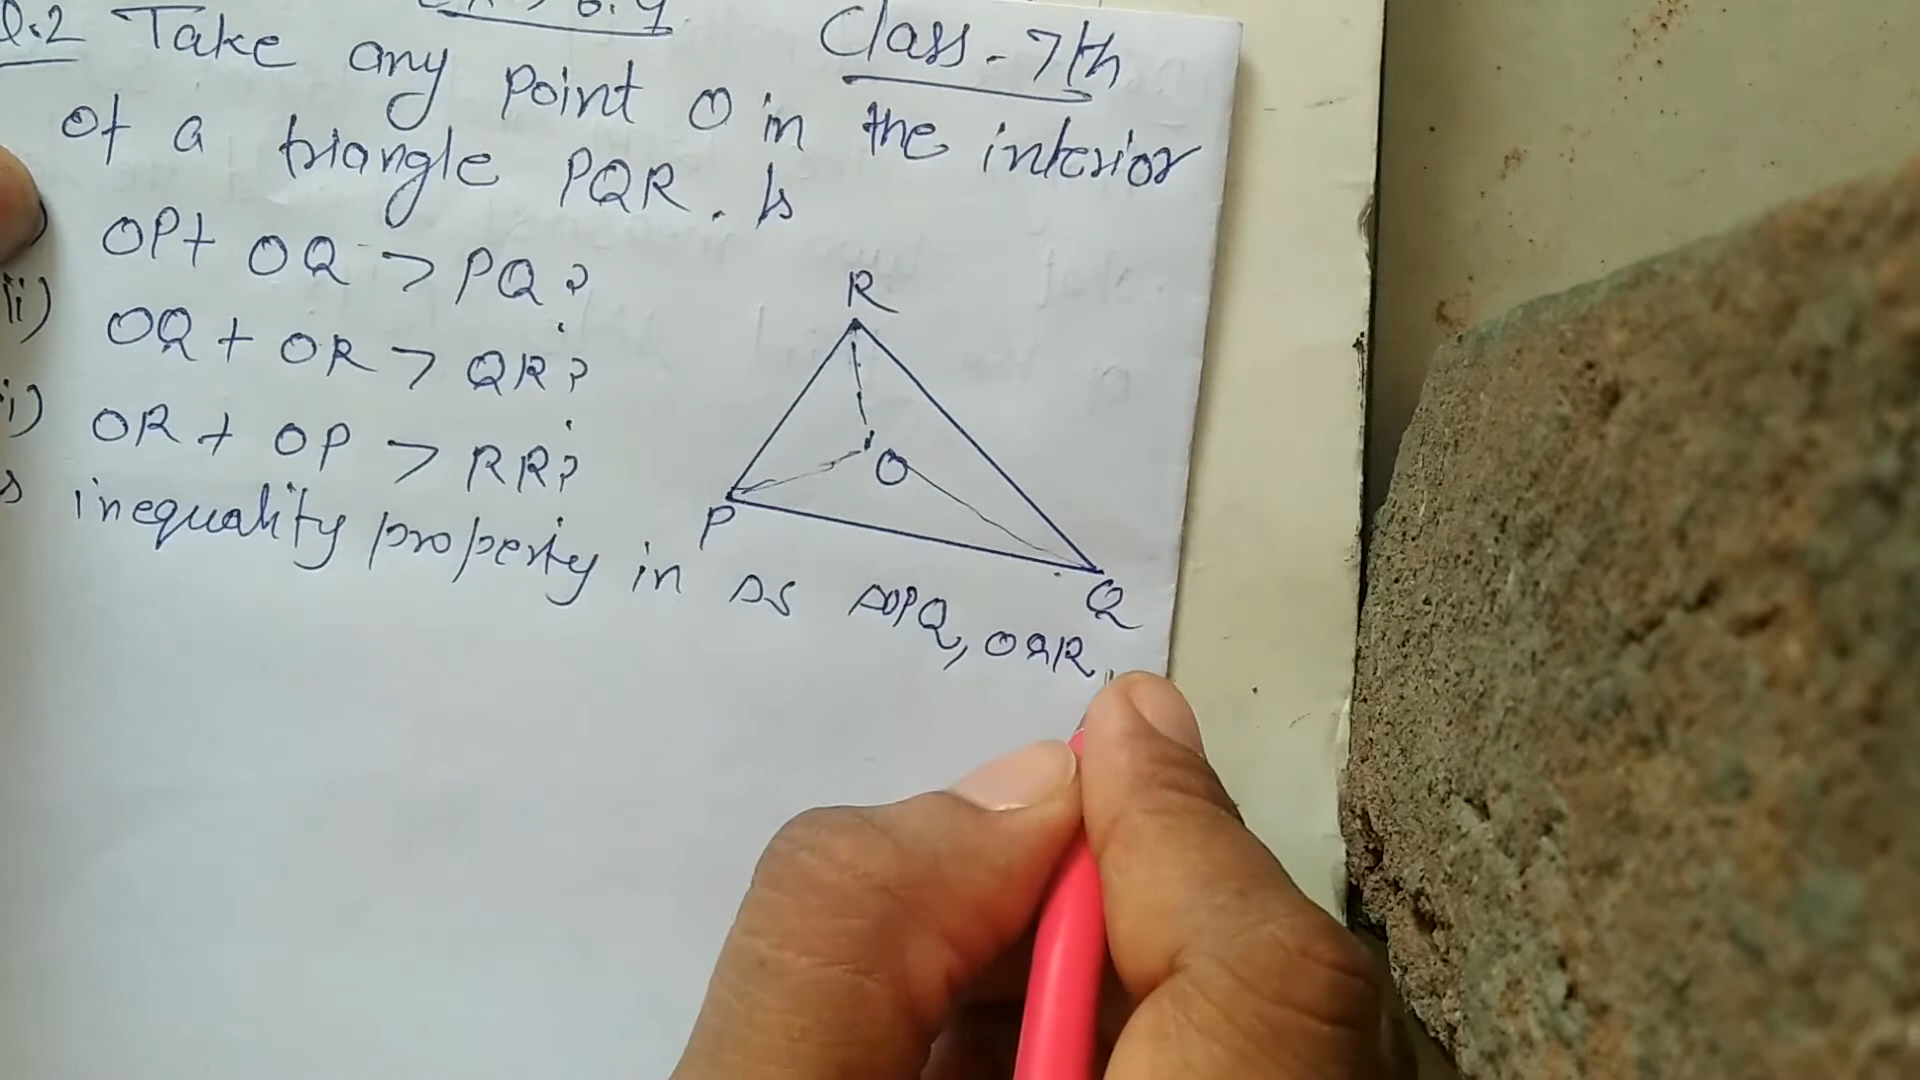 Q.2 Take any point O in the interior
Class - 7th
of a triangle PQR. Is
OP + OQ > PQ?
ii) OQ + OR > QR?
i) OR + OP > RR?
s inequality property in Δs ΔOPQ, OQR,
R
O
P
Q